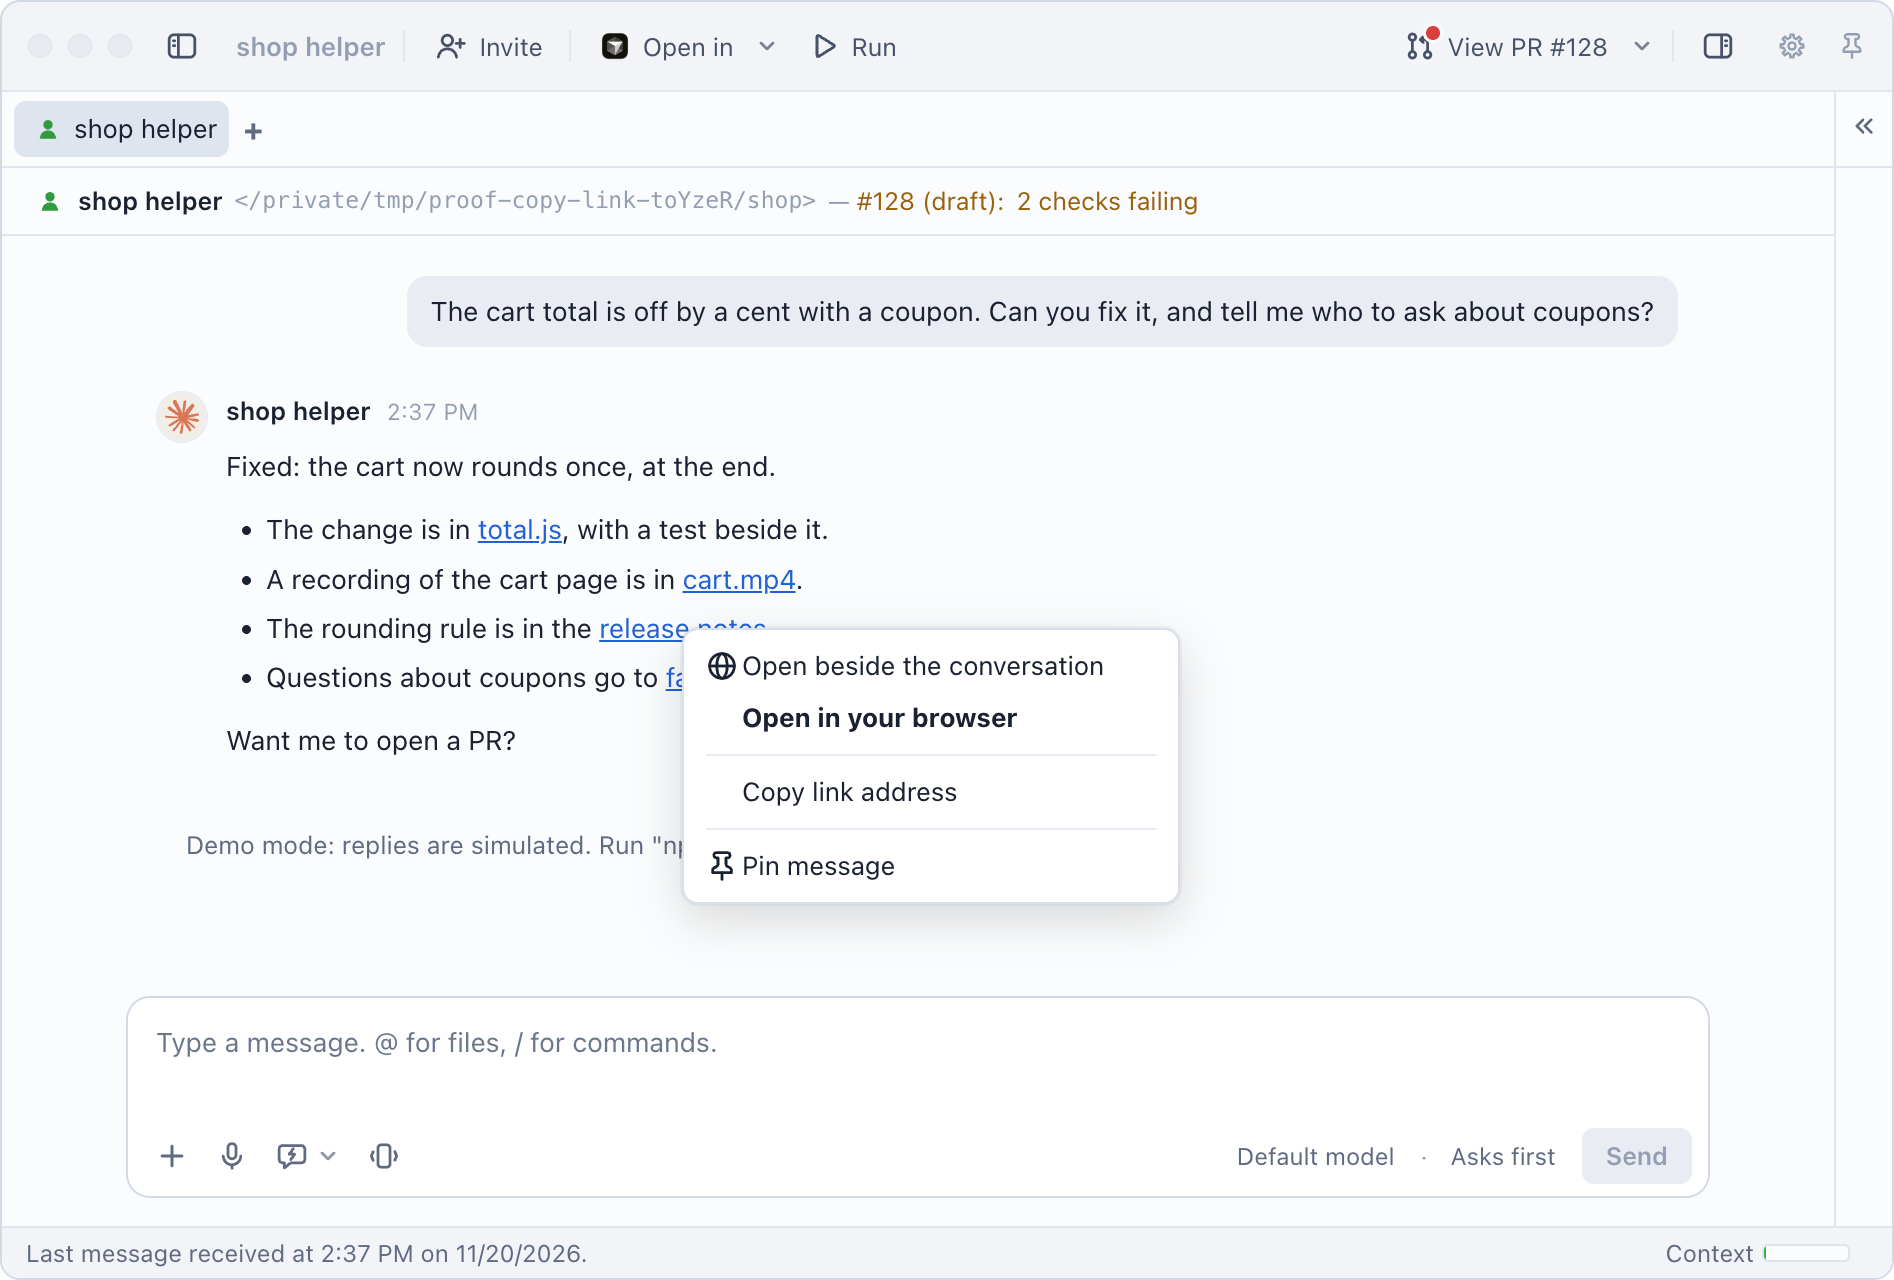 shop helper
Invite
Open in
Run
View PR #128
shop helper
shop helper </private/tmp/proof-copy-link-toYzeR/shop> — #128 (draft): 2 checks failing
The cart total is off by a cent with a coupon. Can you fix it, and tell me who to ask about coupons?
shop helper 2:37 PM
Fixed: the cart now rounds once, at the end.
• The change is in total.js, with a test beside it.
• A recording of the cart page is in cart.mp4.
• The rounding rule is in the release notes
• Questions about coupons go to
Want me to open a PR?
Demo mode: replies are simulated. Run
Open beside the conversation
Open in your browser
Copy link address
Pin message
Type a message. @ for files, / for commands.
Default model · Asks first
Send
Last message received at 2:37 PM on 11/20/2026.
Context